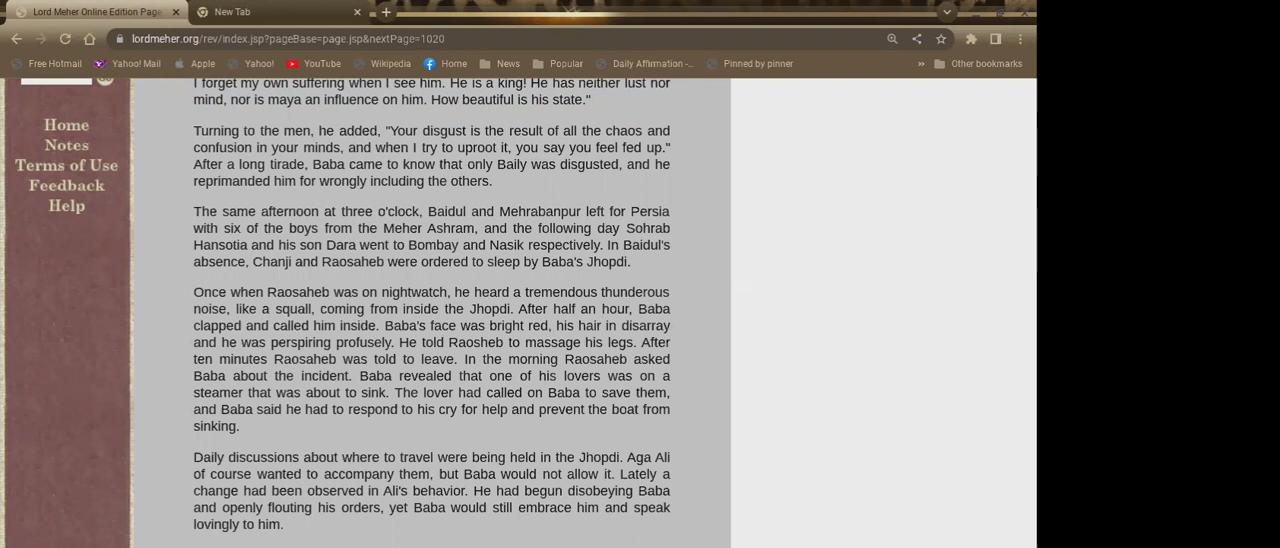 Lord Meher Online Edition Page
New Tab
lordmeher.org/rev/index.jsp?pageBase=page.jsp&nextPage=1020
Free Hotmail Yahoo! Mail Apple Yahoo! YouTube Wikipedia Home News Popular Daily Affirmation -... Pinned by pinner » Other bookmarks
Home
Notes
Terms of Use
Feedback
Help
I forget my own suffering when I see him. He is a king! He has neither lust nor
mind, nor is maya an influence on him. How beautiful is his state."
Turning to the men, he added, "Your disgust is the result of all the chaos and
confusion in your minds, and when I try to uproot it, you say you feel fed up."
After a long tirade, Baba came to know that only Baily was disgusted, and he
reprimanded him for wrongly including the others.
The same afternoon at three o'clock, Baidul and Mehrabanpur left for Persia
with six of the boys from the Meher Ashram, and the following day Sohrab
Hansotia and his son Dara went to Bombay and Nasik respectively. In Baidul's
absence, Chanji and Raosaheb were ordered to sleep by Baba's Jhopdi.
Once when Raosaheb was on nightwatch, he heard a tremendous thunderous
noise, like a squall, coming from inside the Jhopdi. After half an hour, Baba
clapped and called him inside. Baba's face was bright red, his hair in disarray
and he was perspiring profusely. He told Raosheb to massage his legs. After
ten minutes Raosaheb was told to leave. In the morning Raosaheb asked
Baba about the incident. Baba revealed that one of his lovers was on a
steamer that was about to sink. The lover had called on Baba to save them,
and Baba said he had to respond to his cry for help and prevent the boat from
sinking.
Daily discussions about where to travel were being held in the Jhopdi. Aga Ali
of course wanted to accompany them, but Baba would not allow it. Lately a
change had been observed in Ali's behavior. He had begun disobeying Baba
and openly flouting his orders, yet Baba would still embrace him and speak
lovingly to him.